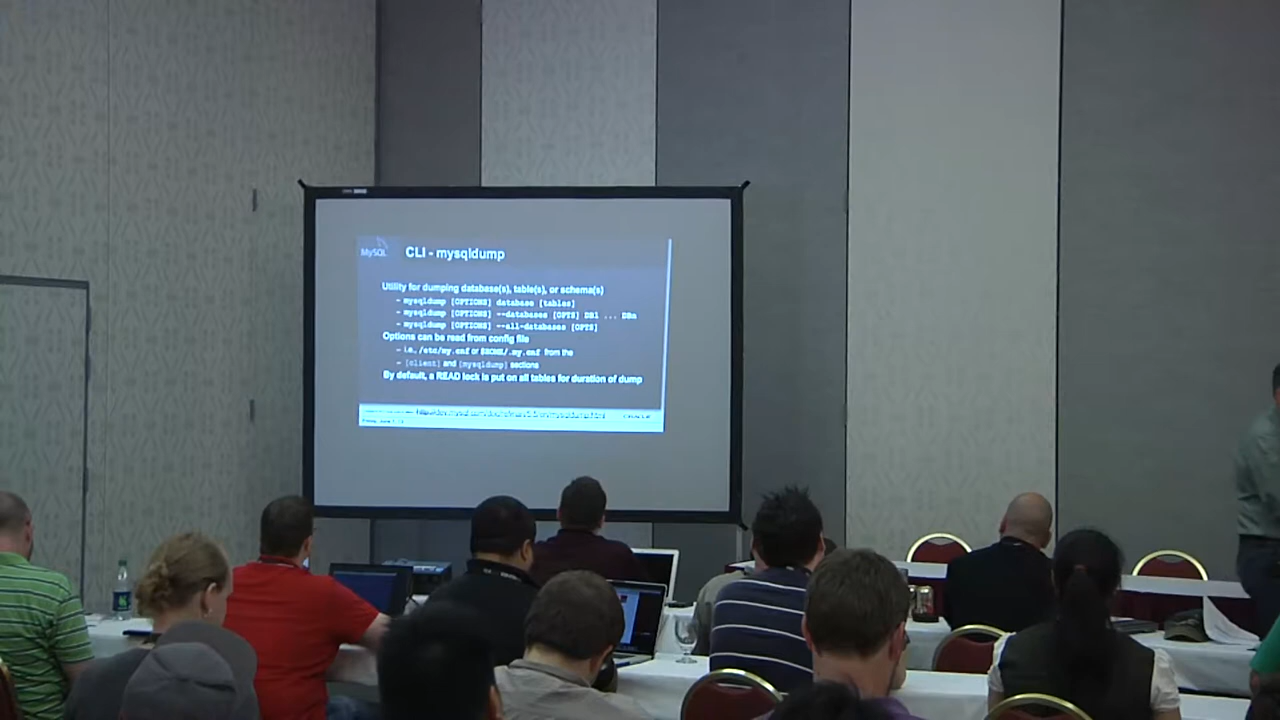 MySQL
CLI - mysqldump
Utility for dumping database(s), table(s), or schema(s)
– mysqldump [OPTIONS] database [tables]
– mysqldump [OPTIONS] --databases [OPTS] DB1 ... DBn
– mysqldump [OPTIONS] --all-databases [OPTS]
Options can be read from config file
– i.e., /etc/my.cnf or $HOME/.my.cnf from the
– [client] and [mysqldump] sections
By default, a READ lock is put on all tables for duration of dump